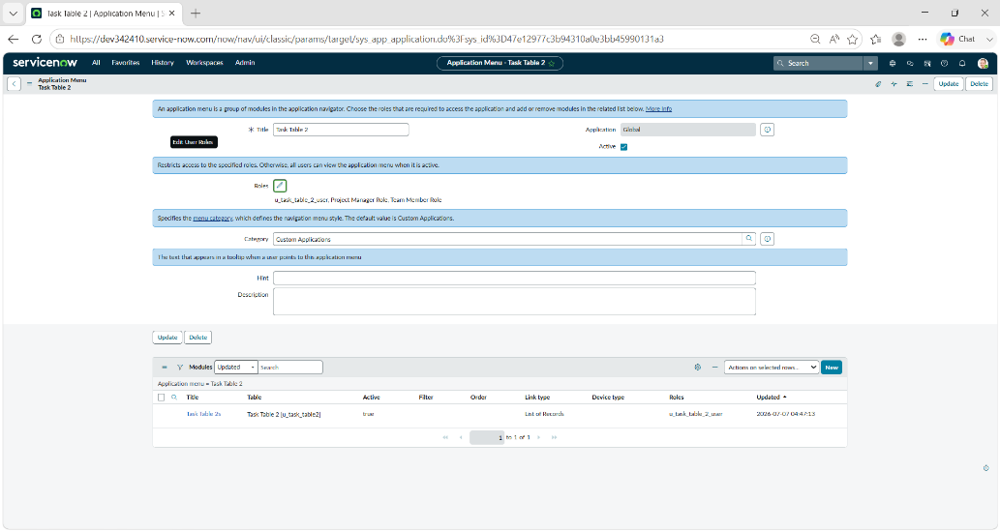 Task Table 2 | Application Menu | S
https://dev342410.service-now.com/now/nav/ui/classic/params/target/sys_app_application.do%3Fsys_id%3D47e12977c3b94310a0e3bb45990131a3
Chat
servicenow All Favorites History Workspaces Admin
Application Menu - Task Table 2
Search
Application Menu
Task Table 2
Update Delete
An application menu is a group of modules in the application navigator. Choose the roles that are required to access the application and add or remove modules in the related list below. More Info
Title Task Table 2
Application Global
Edit User Roles
Active
Restricts access to the specified roles. Otherwise, all users can view the application menu when it is active.
Roles
u_task_table_2_user, Project Manager Role, Team Member Role
Specifies the menu category, which defines the navigation menu style. The default value is Custom Applications.
Category Custom Applications
The text that appears in a tooltip when a user points to this application menu
Hint
Description
Update Delete
Modules Updated Search
Actions on selected rows... New
Application menu = Task Table 2
Title Table Active Filter Order Link type Device type Roles Updated
Task Table 2s Task Table 2 [u_task_table2] true List of Records u_task_table_2_user 2026-07-07 04:47:13
1 to 1 of 1